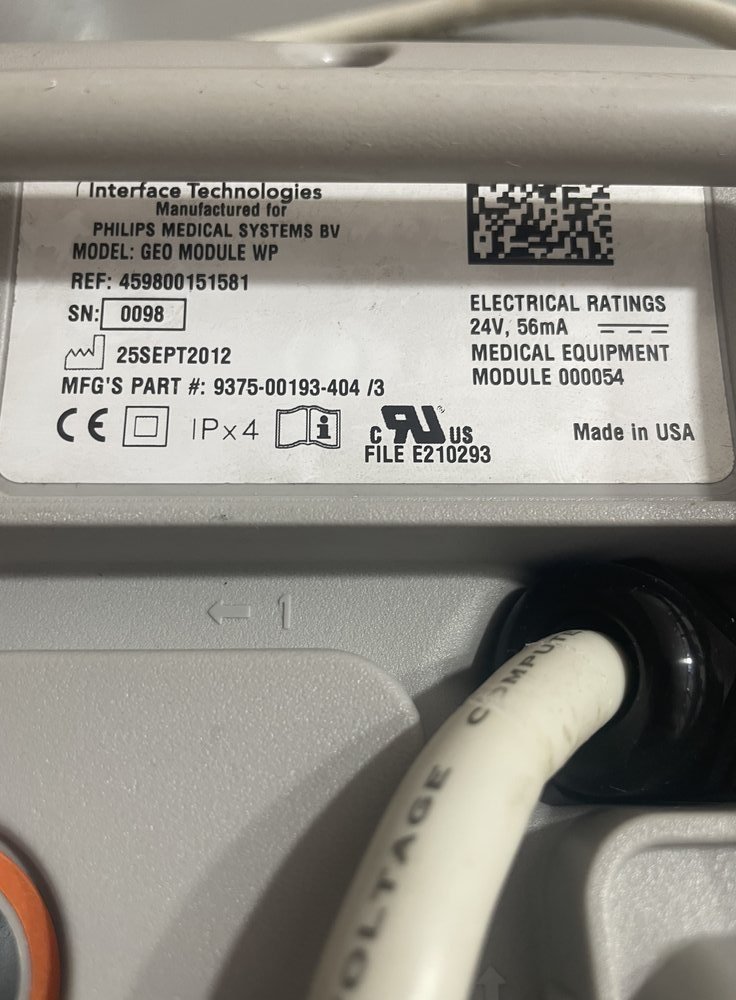 Interface Technologies
Manufactured for
PHILIPS MEDICAL SYSTEMS BV
MODEL: GEO MODULE WP
REF: 459800151581
SN: 0098
25SEPT2012
MFG'S PART #: 9375-00193-404 /3
CE IPx4
c RU US
FILE E210293
ELECTRICAL RATINGS
24V, 56mA
MEDICAL EQUIPMENT
MODULE 000054
Made in USA
1